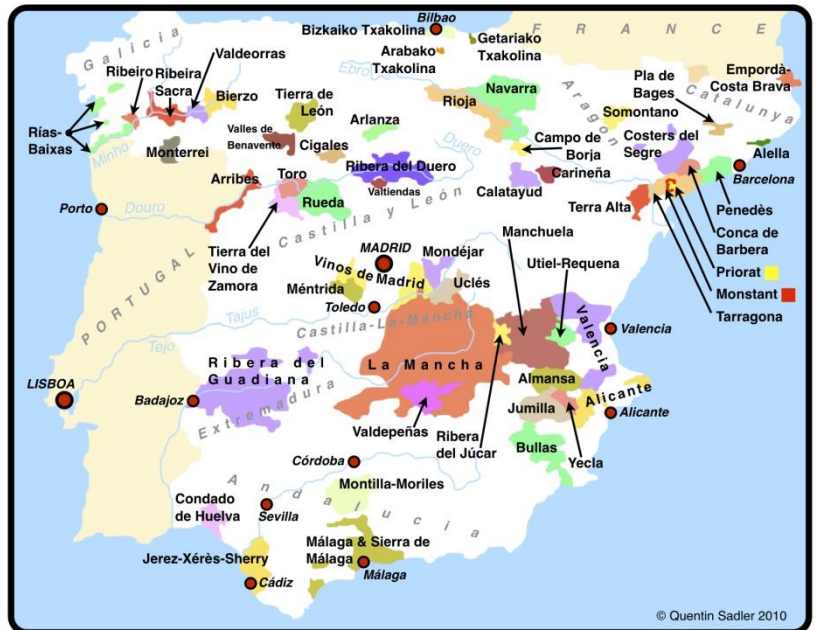 Bilbao
Bizkaiko Txakolina
FRANCE
Getariako
Txakolina
Arabako
Txakolina
Galicia
Valdeorras
Ribeiro
Ribeira
Sacra
Bierzo
Tierra de
León
Ebro
Rioja
Navarra
Aragon
Pla de
Bages
Empordà-
Costa Brava
Catalunya
Somontano
Costers del
Segre
Rías-
Baixas
Minho
Monterrei
Valles de
Benavente
Cigales
Arlanza
Duero
Campo de
Borja
Cariñena
Calatayud
Alella
Barcelona
Arribes
Toro
Ribera del Duero
Valtiendas
Rueda
Porto
Douro
Castilla y León
Terra Alta
Penedès
Conca de
Barbera
Priorat
Monstant
Tarragona
Tierra del
Vino de
Zamora
MADRID
Mondéjar
Manchuela
Utiel-Requena
Vinos de Madrid
Méntrida
Uclés
Toledo
PORTUGAL
Tajus
Tejo
Castilla-La-Mancha
Valencia
Valencia
LISBOA
Ribera del
Guadiana
La Mancha
Badajoz
Extremadura
Almansa
Alicante
Alicante
Jumilla
Valdepeñas
Ribera
del Júcar
Bullas
Yecla
Córdoba
Andalucia
Montilla-Moriles
Condado
de Huelva
Sevilla
Jerez-Xérès-Sherry
Málaga & Sierra de
Málaga
Málaga
Cádiz
© Quentin Sadler 2010